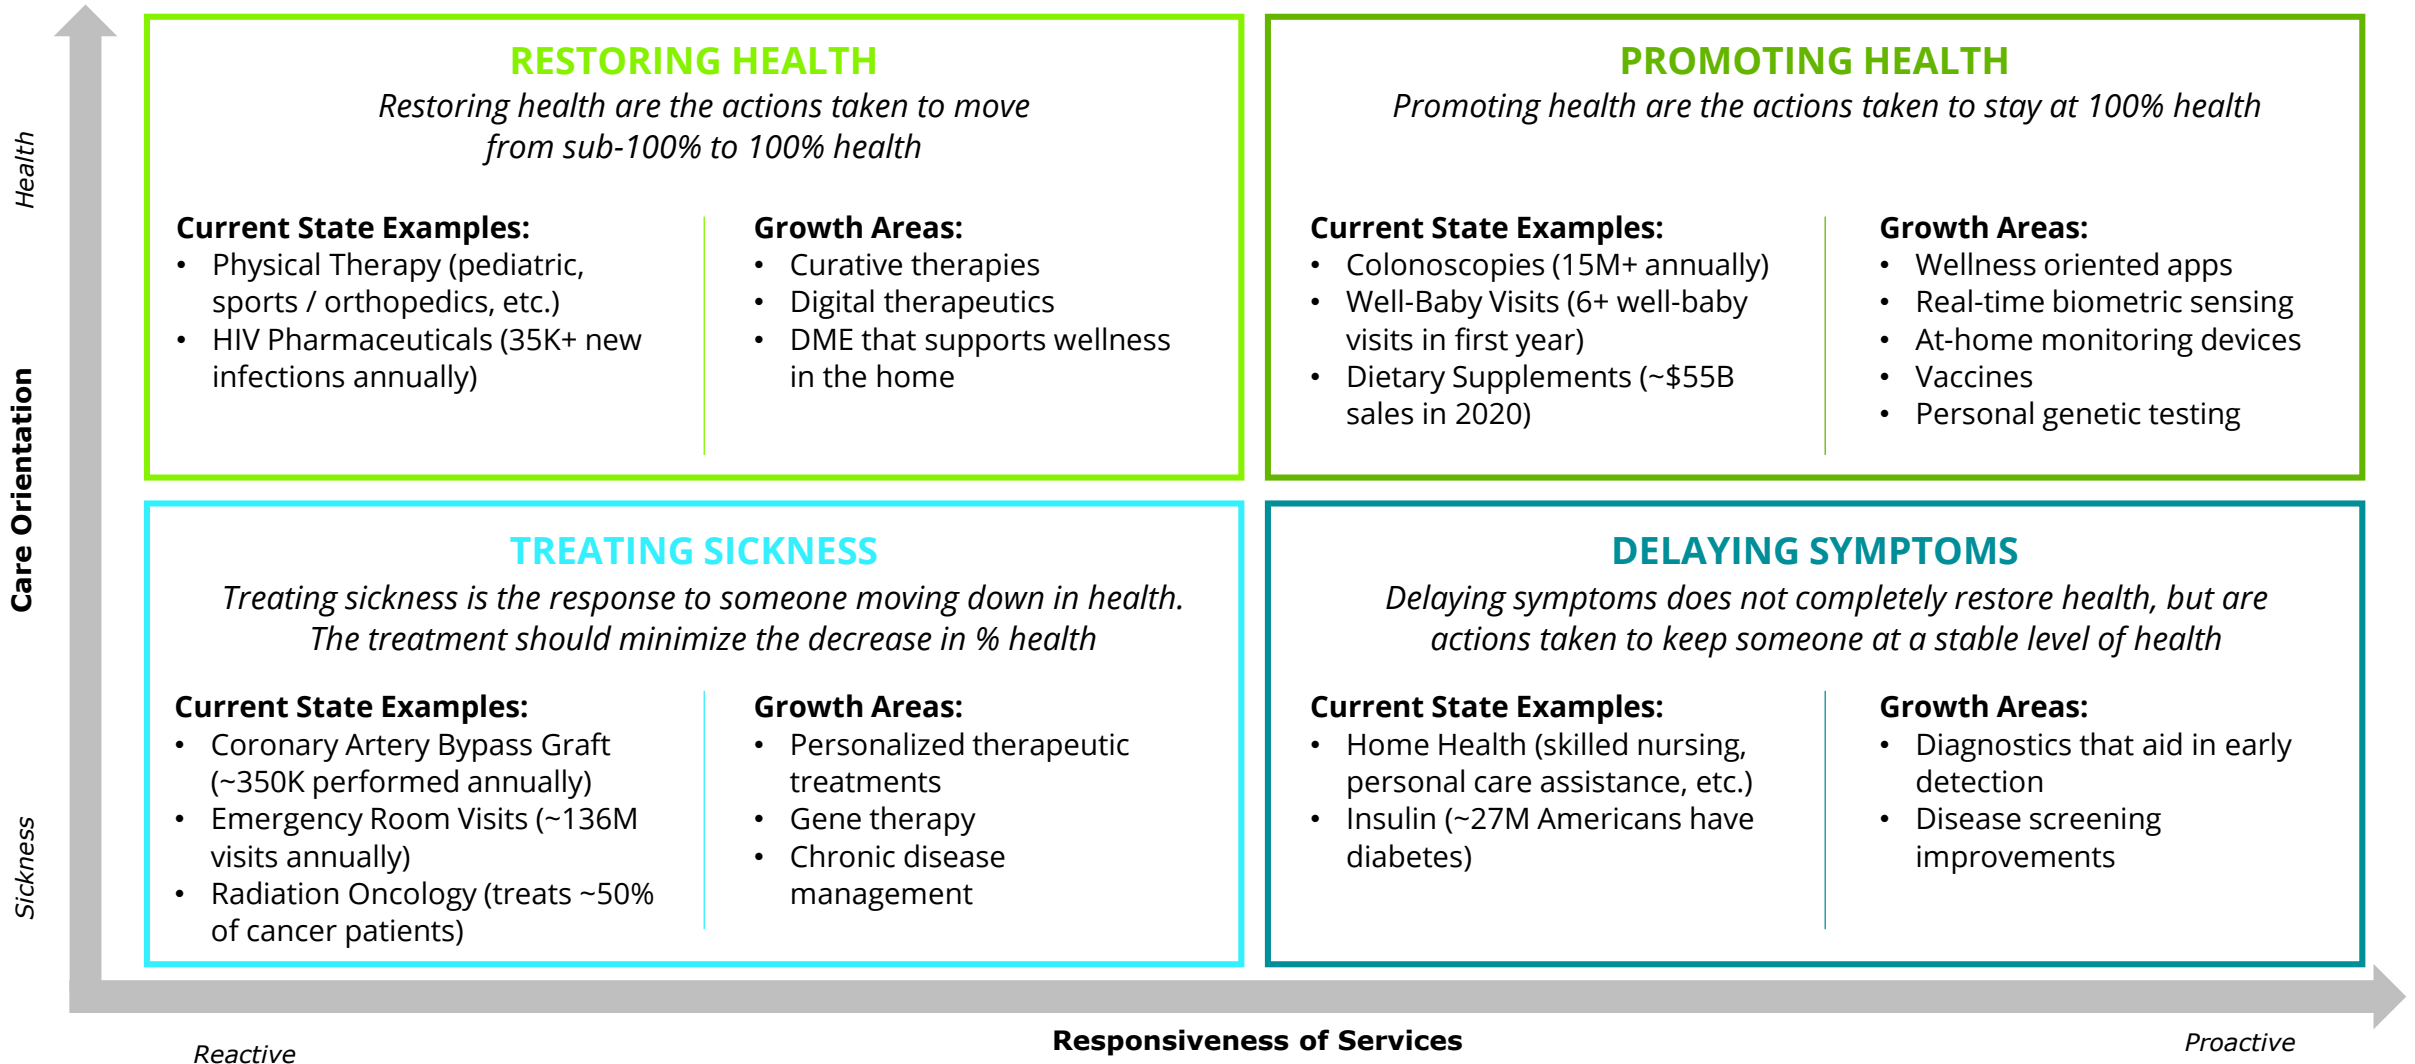 RESTORING HEALTH
Restoring health are the actions taken to move
from sub-100% to 100% health
Current State Examples:
• Physical Therapy (pediatric,
sports / orthopedics, etc.)
• HIV Pharmaceuticals (35K+ new
infections annually)
Growth Areas:
• Curative therapies
• Digital therapeutics
• DME that supports wellness
in the home
PROMOTING HEALTH
Promoting health are the actions taken to stay at 100% health
Current State Examples:
• Colonoscopies (15M+ annually)
• Well-Baby Visits (6+ well-baby
visits in first year)
• Dietary Supplements (~$55B
sales in 2020)
Growth Areas:
• Wellness oriented apps
• Real-time biometric sensing
• At-home monitoring devices
• Vaccines
• Personal genetic testing
TREATING SICKNESS
Treating sickness is the response to someone moving down in health.
The treatment should minimize the decrease in % health
Current State Examples:
• Coronary Artery Bypass Graft
(~350K performed annually)
• Emergency Room Visits (~136M
visits annually)
• Radiation Oncology (treats ~50%
of cancer patients)
Growth Areas:
• Personalized therapeutic
treatments
• Gene therapy
• Chronic disease
management
DELAYING SYMPTOMS
Delaying symptoms does not completely restore health, but are
actions taken to keep someone at a stable level of health
Current State Examples:
• Home Health (skilled nursing,
personal care assistance, etc.)
• Insulin (~27M Americans have
diabetes)
Growth Areas:
• Diagnostics that aid in early
detection
• Disease screening
improvements
Health
Care Orientation
Sickness
Reactive
Responsiveness of Services
Proactive